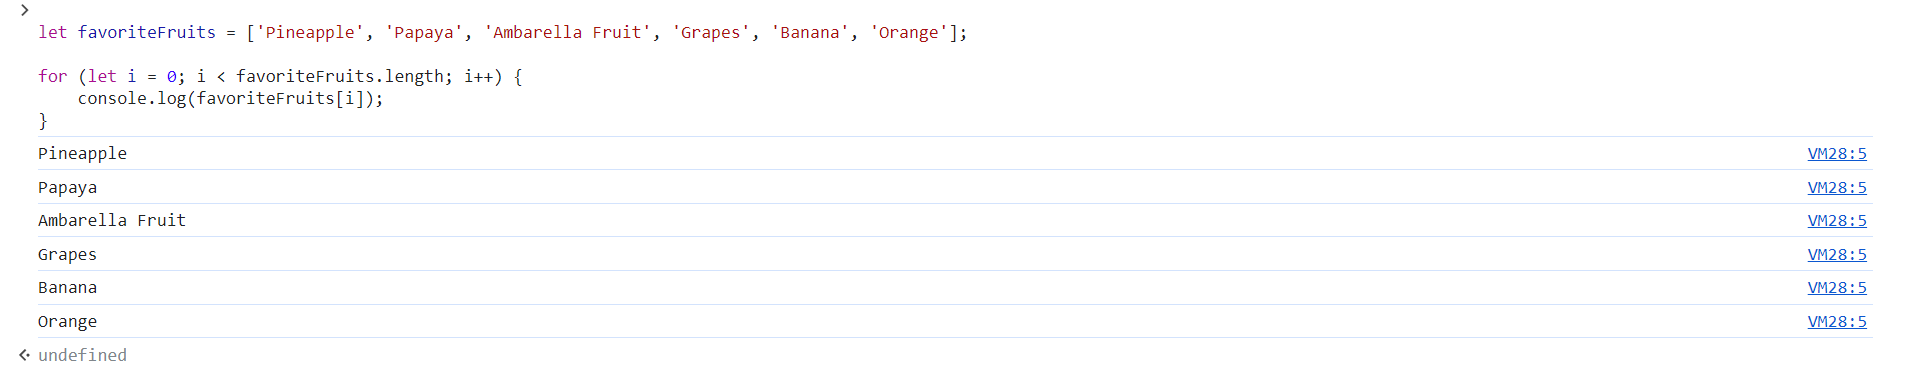 let favoriteFruits = ['Pineapple', 'Papaya', 'Ambarella Fruit', 'Grapes', 'Banana', 'Orange'];
for (let i = 0; i < favoriteFruits.length; i++) {
    console.log(favoriteFruits[i]);
}
Pineapple VM28:5
Papaya VM28:5
Ambarella Fruit VM28:5
Grapes VM28:5
Banana VM28:5
Orange VM28:5
undefined